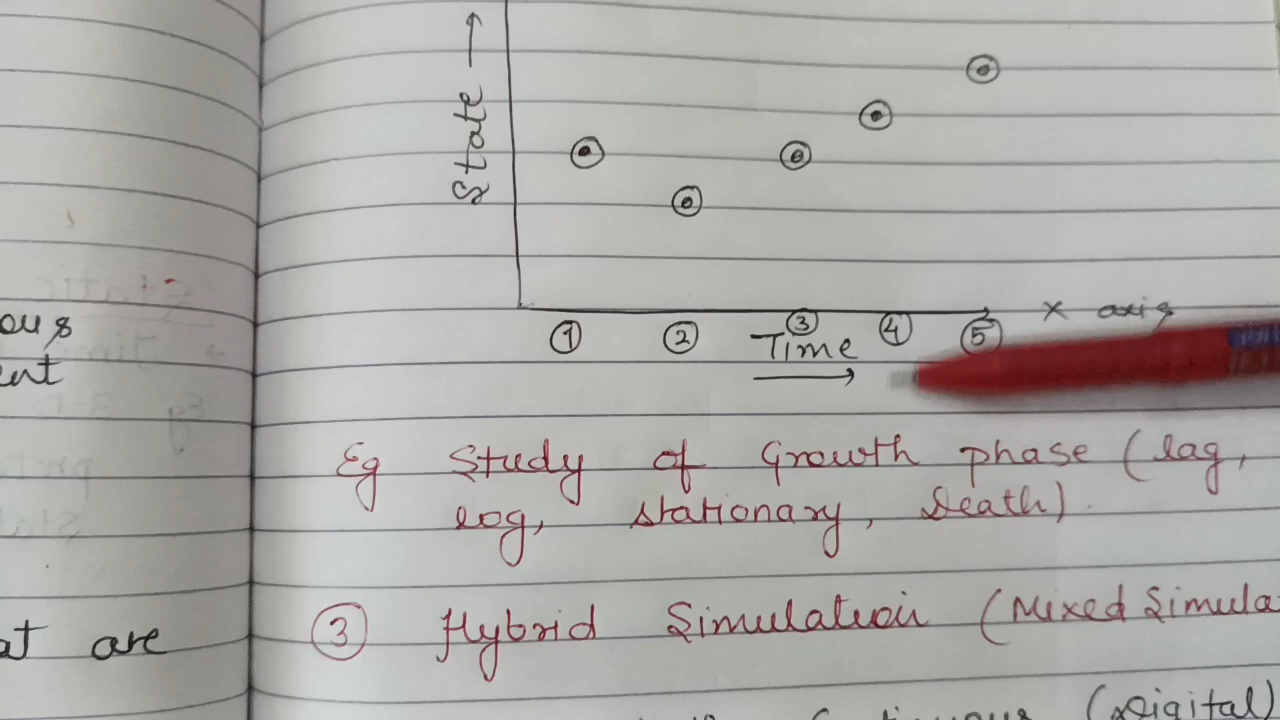 State →
① ② ③ ④ ⑤ x axis
Time
→
ous
ent
Eg Study of Growth phase (lag,
log, stationary, Death).
at are
③ Hybrid Simulation (Mixed Simula
(Digital)